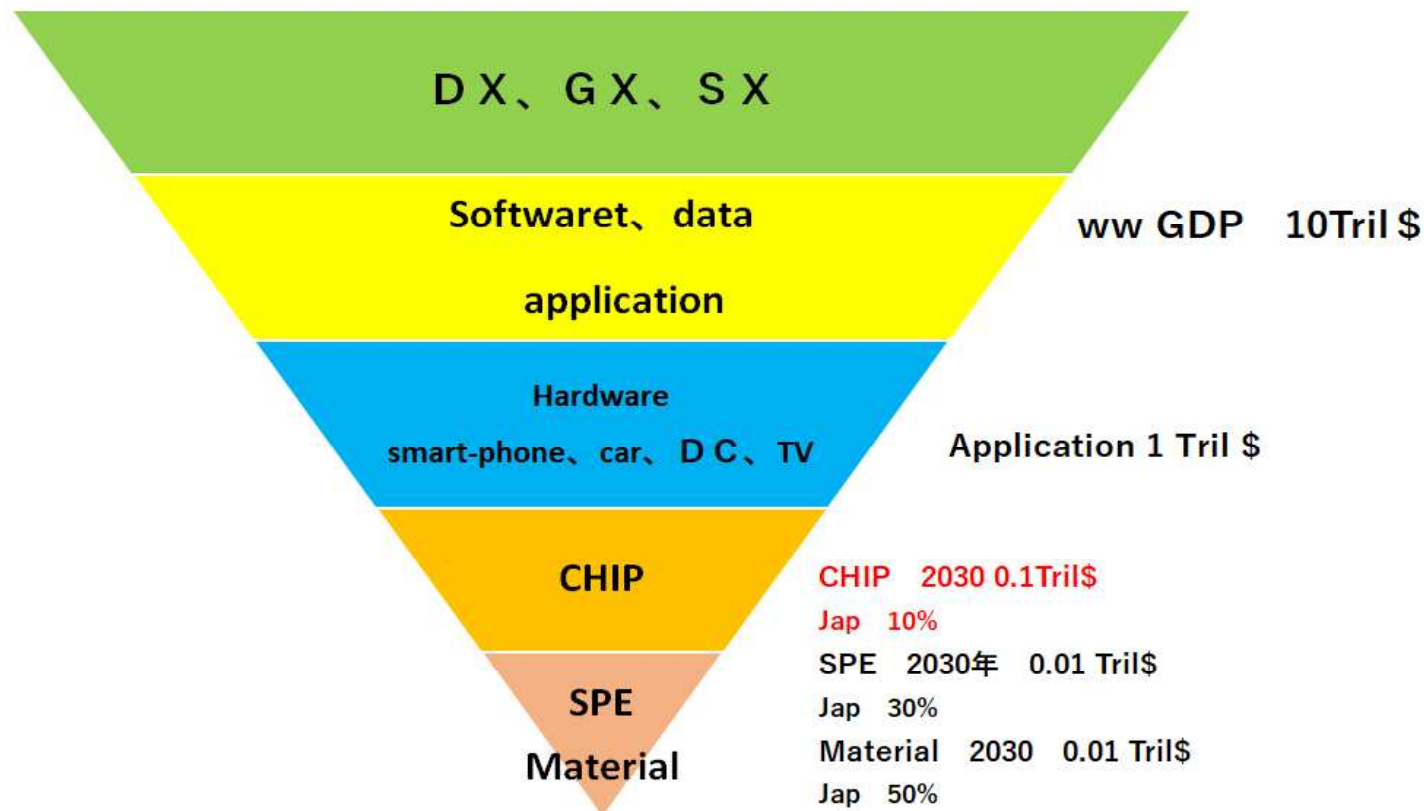 ＤＸ、ＧＸ、ＳＸ
Softwaret、data
application
ww GDP　10Tril＄
Hardware
smart-phone、car、ＤＣ、TV
Application 1 Tril $
CHIP
CHIP　2030 0.1Tril$
Jap　10%
SPE
Material
SPE　2030年　0.01 Tril$
Jap　30%
Material　2030　0.01 Tril$
Jap　50%